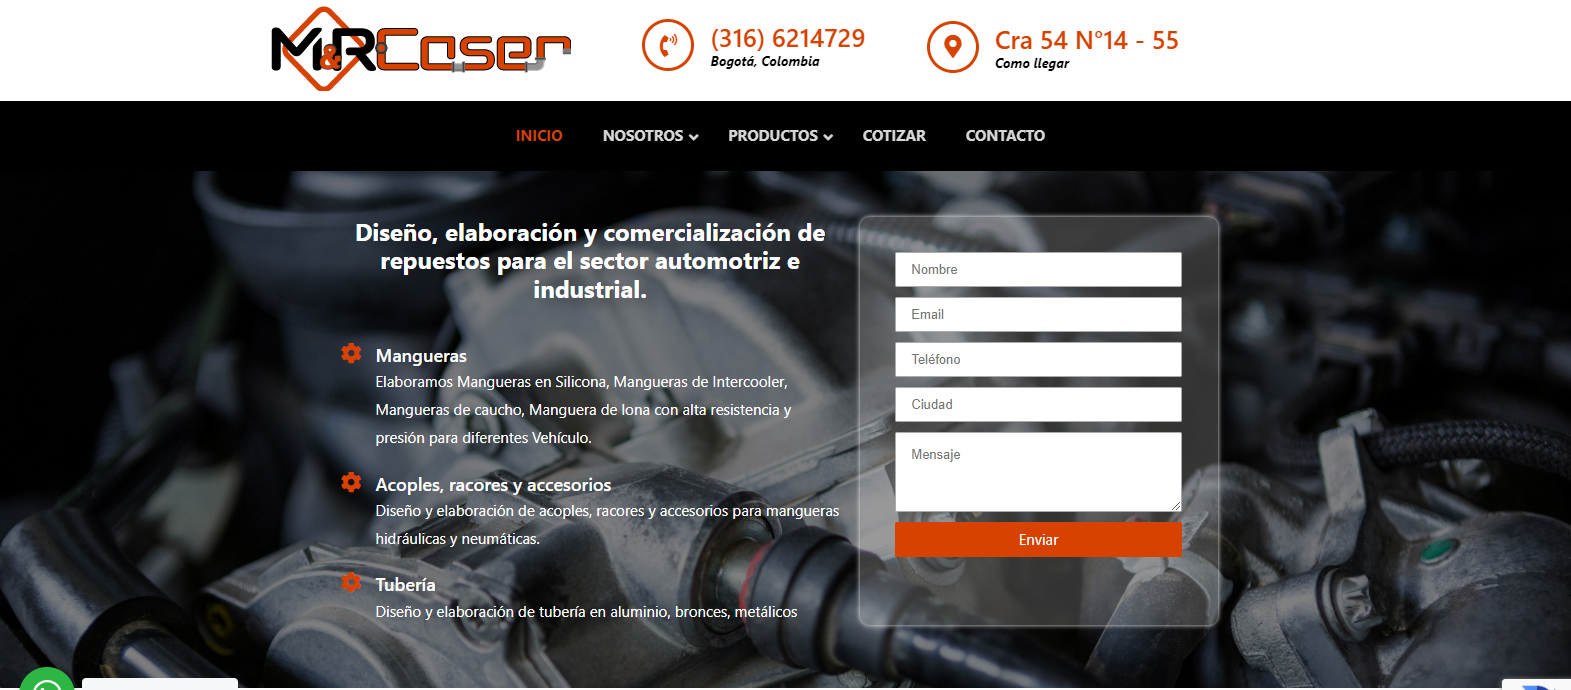 M&RCaser
(316) 6214729
Bogotá, Colombia
Cra 54 N°14 - 55
Como llegar
INICIO
NOSOTROS
PRODUCTOS
COTIZAR
CONTACTO
Diseño, elaboración y comercialización de
repuestos para el sector automotriz e
industrial.
Mangueras
Elaboramos Mangueras en Silicona, Mangueras de Intercooler,
Mangueras de caucho, Manguera de lona con alta resistencia y
presión para diferentes Vehículo.
Acoples, racores y accesorios
Diseño y elaboración de acoples, racores y accesorios para mangueras
hidráulicas y neumáticas.
Tubería
Diseño y elaboración de tubería en aluminio, bronces, metálicos
Nombre
Email
Teléfono
Ciudad
Mensaje
Enviar